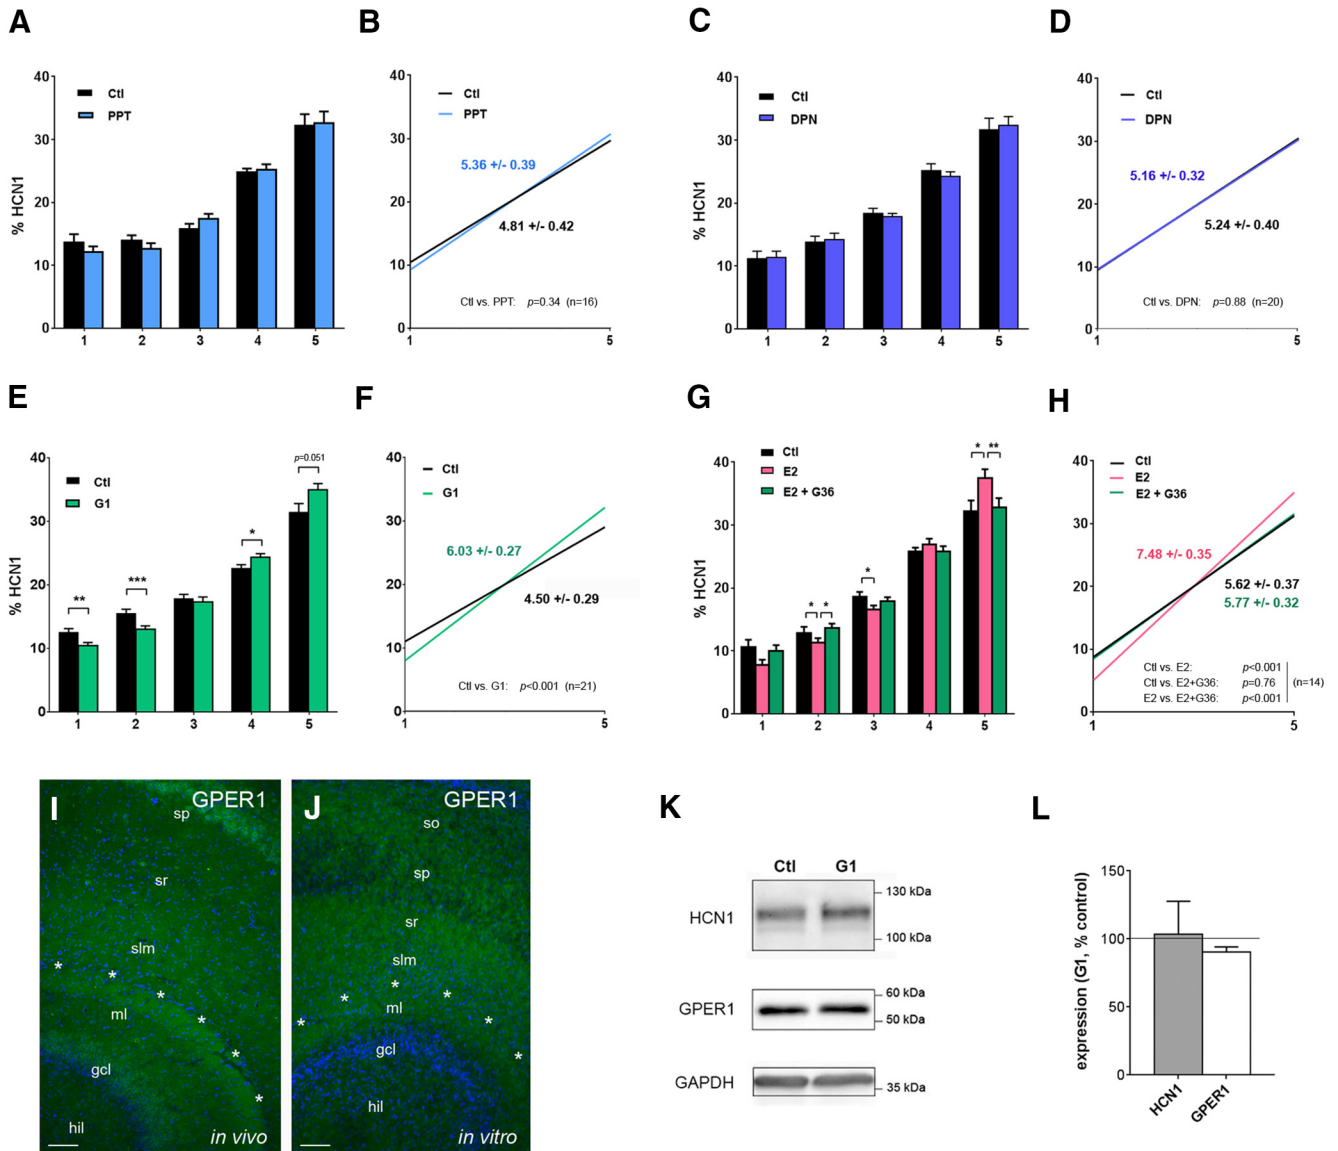 A
B
C
D
40
30
20
10
0
% HCN1
Ctl
PPT
1 2 3 4 5
40
30
20
10
0
Ctl
PPT
5.36 +/- 0.39
4.81 +/- 0.42
Ctl vs. PPT: p=0.34 (n=16)
1 5
40
30
20
10
0
% HCN1
Ctl
DPN
1 2 3 4 5
40
30
20
10
0
Ctl
DPN
5.16 +/- 0.32
5.24 +/- 0.40
Ctl vs. DPN: p=0.88 (n=20)
1 5
E
F
G
H
40
30
20
10
0
% HCN1
Ctl
G1
**
***
*
p=0.051
1 2 3 4 5
40
30
20
10
0
Ctl
G1
6.03 +/- 0.27
4.50 +/- 0.29
Ctl vs. G1: p<0.001 (n=21)
1 5
40
30
20
10
0
% HCN1
Ctl
E2
E2 + G36
* *
*
* **
1 2 3 4 5
40
30
20
10
0
Ctl
E2
E2 + G36
7.48 +/- 0.35
5.62 +/- 0.37
5.77 +/- 0.32
Ctl vs. E2: p<0.001
Ctl vs. E2+G36: p=0.76 (n=14)
E2 vs. E2+G36: p<0.001
1 5
I
GPER1
sp
sr
slm
* * * * * *
ml
gcl
hil
in vivo
J
GPER1
so
sp
sr
slm
* * * * * *
ml
gcl
hil
in vitro
K
Ctl G1
HCN1
130 kDa
100 kDa
GPER1
60 kDa
50 kDa
GAPDH
35 kDa
L
expression (G1, % control)
150
100
50
0
HCN1
GPER1